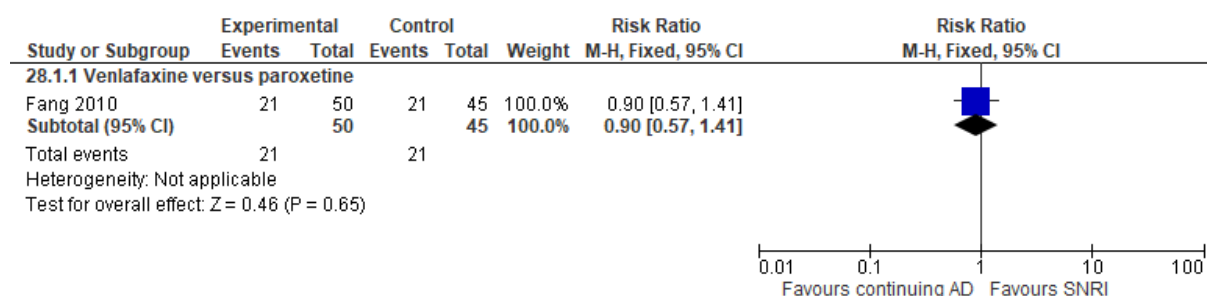 Experimental Control Risk Ratio Risk Ratio
Study or Subgroup Events Total Events Total Weight M-H, Fixed, 95% CI M-H, Fixed, 95% CI
28.1.1 Venlafaxine versus paroxetine
Fang 2010 21 50 21 45 100.0% 0.90 [0.57, 1.41]
Subtotal (95% CI) 50 45 100.0% 0.90 [0.57, 1.41]
Total events 21 21
Heterogeneity: Not applicable
Test for overall effect: Z = 0.46 (P = 0.65)
0.01 0.1 1 10 100
Favours continuing AD Favours SNRI